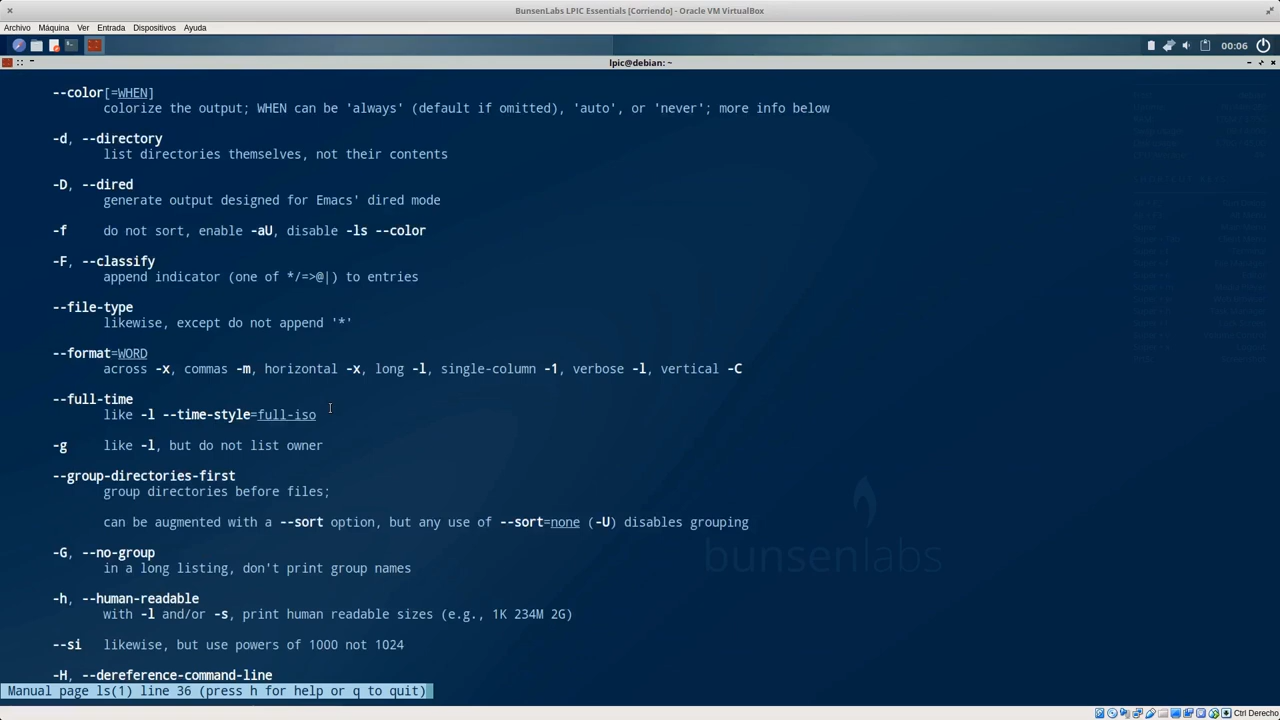 BunsenLabs LPIC Essentials [Corriendo] - Oracle VM VirtualBox
Archivo Máquina Ver Entrada Dispositivos Ayuda
00:06
lpic@debian: ~
--color[=WHEN]
colorize the output; WHEN can be 'always' (default if omitted), 'auto', or 'never'; more info below
-d, --directory
list directories themselves, not their contents
-D, --dired
generate output designed for Emacs' dired mode
-f do not sort, enable -aU, disable -ls --color
-F, --classify
append indicator (one of */=>@|) to entries
--file-type
likewise, except do not append '*'
--format=WORD
across -x, commas -m, horizontal -x, long -l, single-column -1, verbose -l, vertical -C
--full-time
like -l --time-style=full-iso
-g like -l, but do not list owner
--group-directories-first
group directories before files;
can be augmented with a --sort option, but any use of --sort=none (-U) disables grouping
-G, --no-group
in a long listing, don't print group names
bunsenlabs
-h, --human-readable
with -l and/or -s, print human readable sizes (e.g., 1K 234M 2G)
--si likewise, but use powers of 1000 not 1024
-H, --dereference-command-line
Manual page ls(1) line 36 (press h for help or q to quit)
Ctrl Derecho